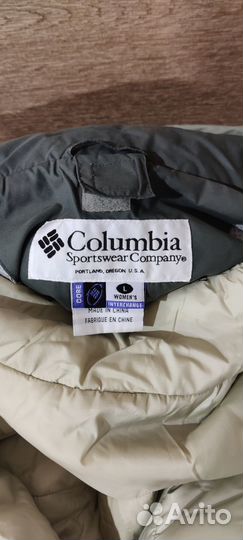 Columbia
Sportswear Company®
PORTLAND, OREGON U.S.A.
CORE
L
WOMEN'S
INTERCHANGE
MADE IN CHINA
FABRIQUE EN CHINE
Avito